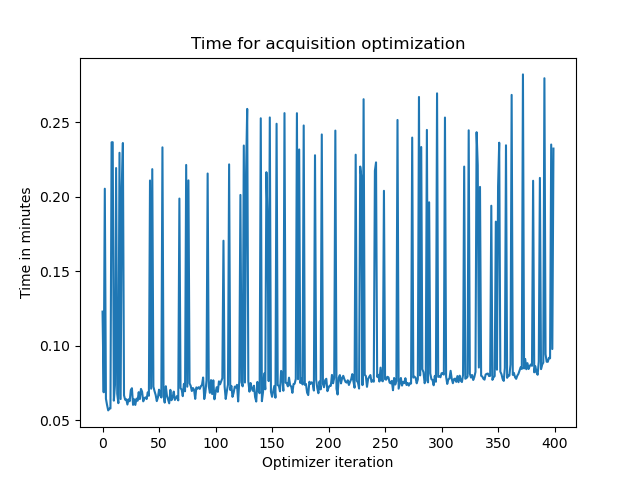 Time for acquisition optimization
Time in minutes
0.25
0.20
0.15
0.10
0.05
0 50 100 150 200 250 300 350 400
Optimizer iteration